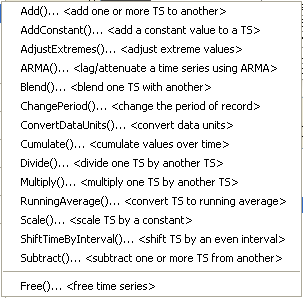 Add()... <add one or more TS to another>
AddConstant()... <add a constant value to a TS>
AdjustExtremes()... <adjust extreme values>
ARMA()... <lag/attenuate a time series using ARMA>
Blend()... <blend one TS with another>
ChangePeriod()... <change the period of record>
ConvertDataUnits()... <convert data units>
Cumulate()... <cumulate values over time>
Divide()... <divide one TS by another TS>
Multiply()... <multiply one TS by another TS>
RunningAverage()... <convert TS to running average>
Scale()... <scale TS by a constant>
ShiftTimeByInterval()... <shift TS by an even interval>
Subtract()... <subtract one or more TS from another>
Free()... <free time series>